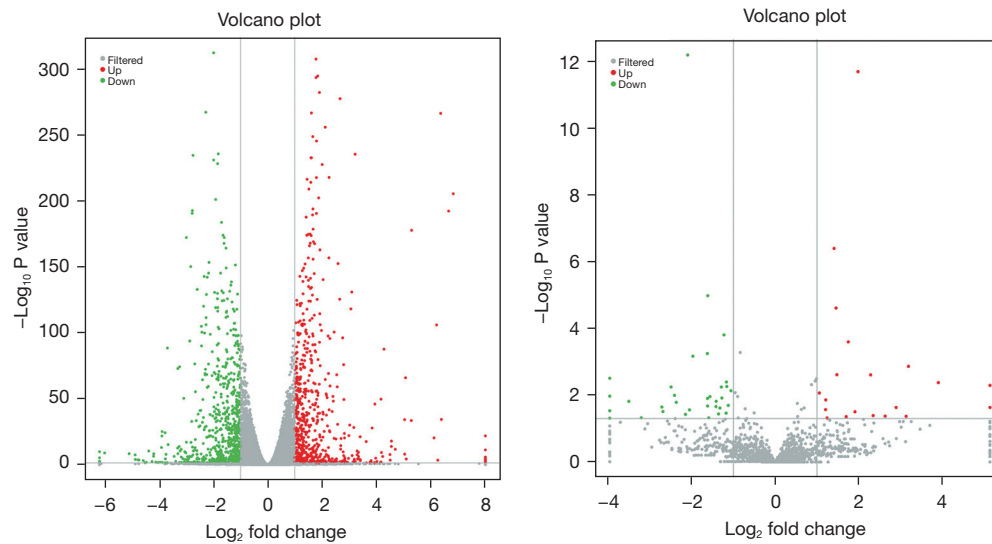 Volcano plot
Filtered
Up
Down
300
250
200
150
100
50
0
−Log₁₀ P value
−6 −4 −2 0 2 4 6 8
Log₂ fold change
Volcano plot
Filtered
Up
Down
12
10
8
6
4
2
0
−Log₁₀ P value
−4 −2 0 2 4
Log₂ fold change